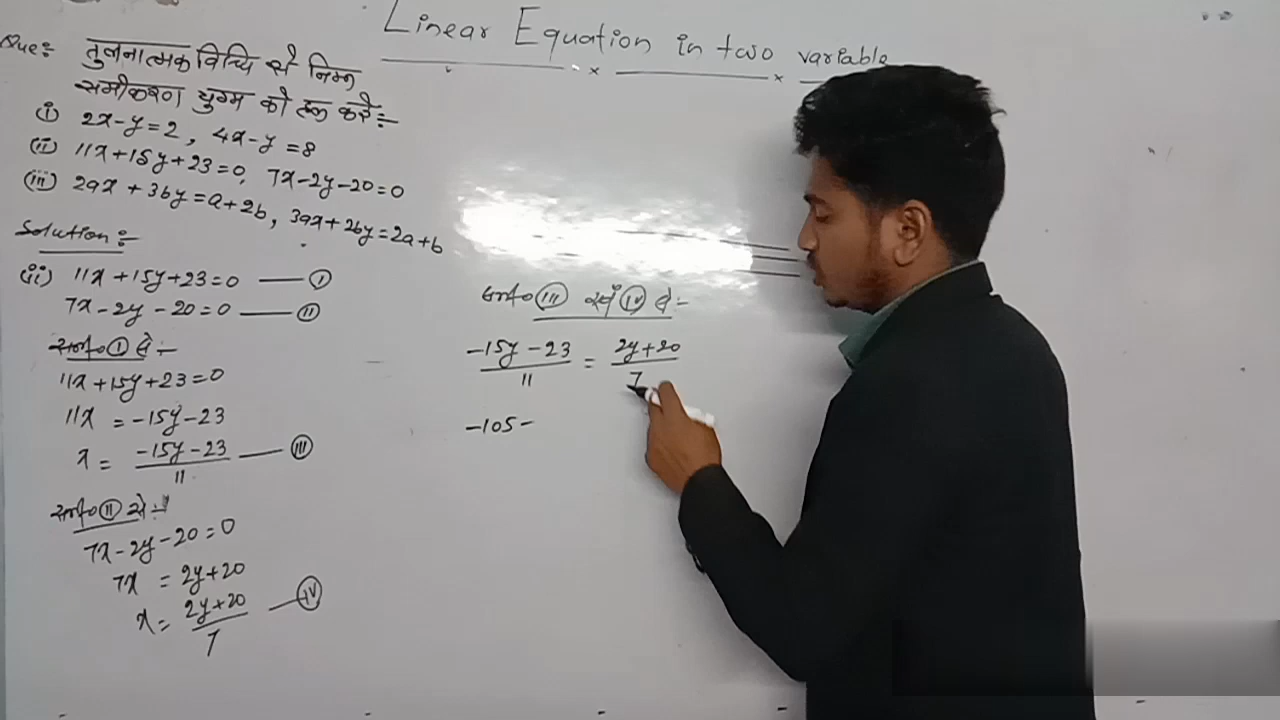 Linear Equation in two variable
Que:- तुलनात्मक विधि से निम्न
समीकरण युग्म को हल करें:-
(i) 2x-y=2, 4x-y=8
(ii) 11x+15y+23=0, 7x-2y-20=0
(iii) 2ax+3by=a+2b, 3ax+2by=2a+b
Solution:-
(ii) 11x+15y+23=0 —— (I)
7x-2y-20=0 —— (II)
समी० (I) से:-
11x+15y+23=0
11x = -15y-23
x = -15y-23/11 —— (III)
समी० (II) से:-
7x-2y-20=0
7x = 2y+20
x = 2y+20/7 — (IV)
समी० (III) एवं (IV) से:-
-15y-23/11 = 2y+20/7
-105-